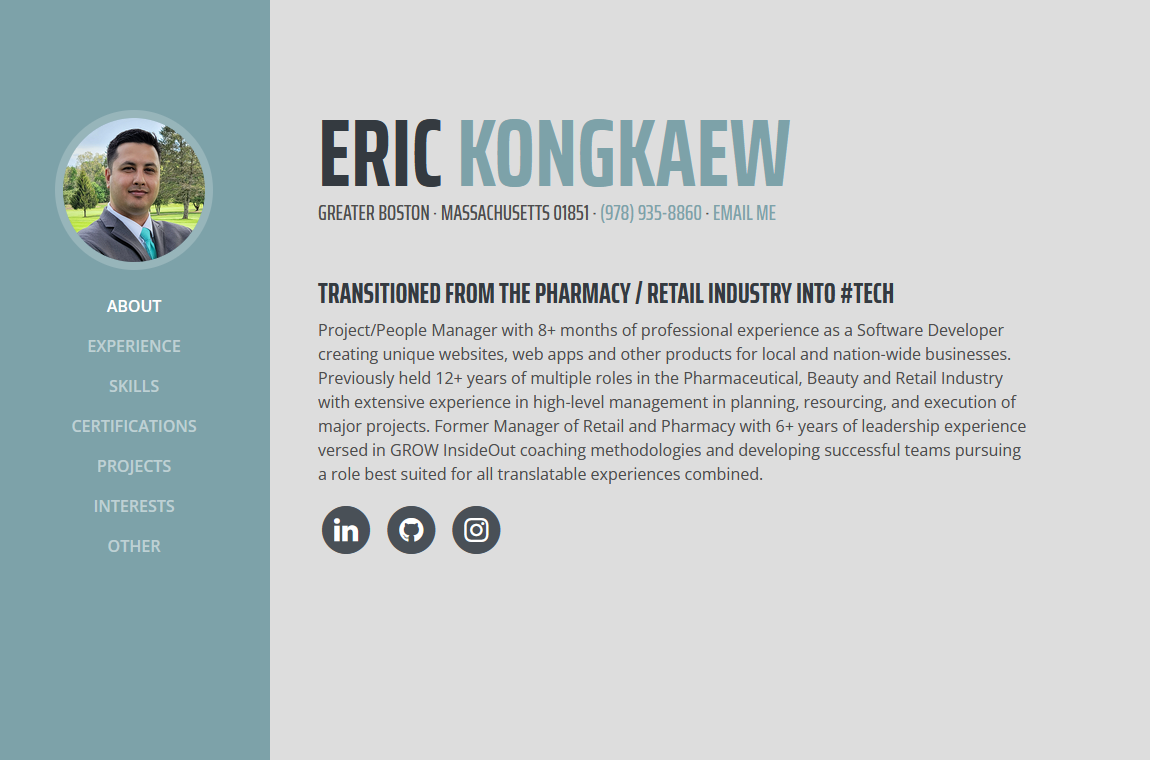 ABOUT
EXPERIENCE
SKILLS
CERTIFICATIONS
PROJECTS
INTERESTS
OTHER
ERIC KONGKAEW
GREATER BOSTON · MASSACHUSETTS 01851 · (978) 935-8860 · EMAIL ME
TRANSITIONED FROM THE PHARMACY / RETAIL INDUSTRY INTO #TECH
Project/People Manager with 8+ months of professional experience as a Software Developer
creating unique websites, web apps and other products for local and nation-wide businesses.
Previously held 12+ years of multiple roles in the Pharmaceutical, Beauty and Retail Industry
with extensive experience in high-level management in planning, resourcing, and execution of
major projects. Former Manager of Retail and Pharmacy with 6+ years of leadership experience
versed in GROW InsideOut coaching methodologies and developing successful teams pursuing
a role best suited for all translatable experiences combined.
in